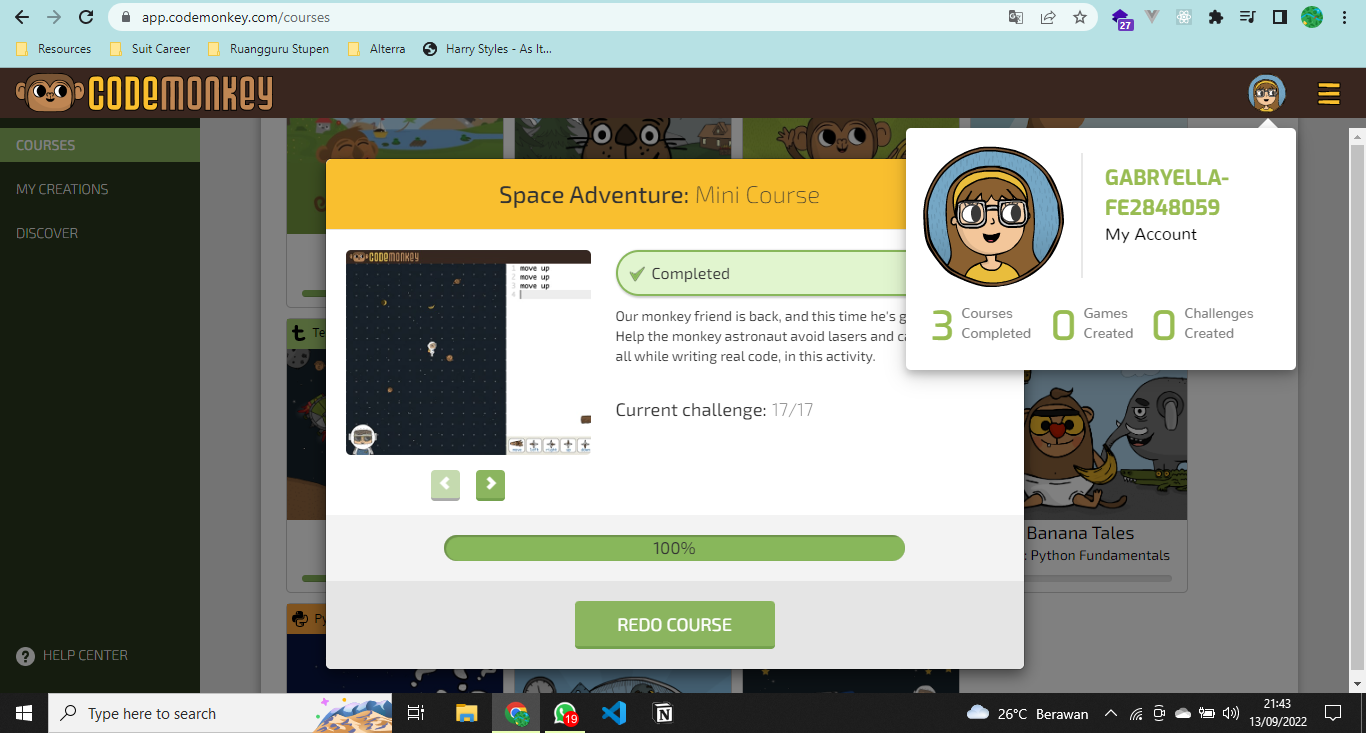 app.codemonkey.com/courses
27
Resources
Suit Career
Ruangguru Stupen
Alterra
Harry Styles - As It...
CODEMONKEY
COURSES
MY CREATIONS
DISCOVER
HELP CENTER
Space Adventure: Mini Course
CODEMONKEY
1 move up
2 move up
3 move up
4
Completed
Our monkey friend is back, and this time he's g
Help the monkey astronaut avoid lasers and ca
all while writing real code, in this activity.
Current challenge: 17/17
100%
REDO COURSE
GABRYELLA-
FE2848059
My Account
3 Courses Completed
0 Games Created
0 Challenges Created
Banana Tales
: Python Fundamentals
Type here to search
19
26°C Berawan
21:43
13/09/2022